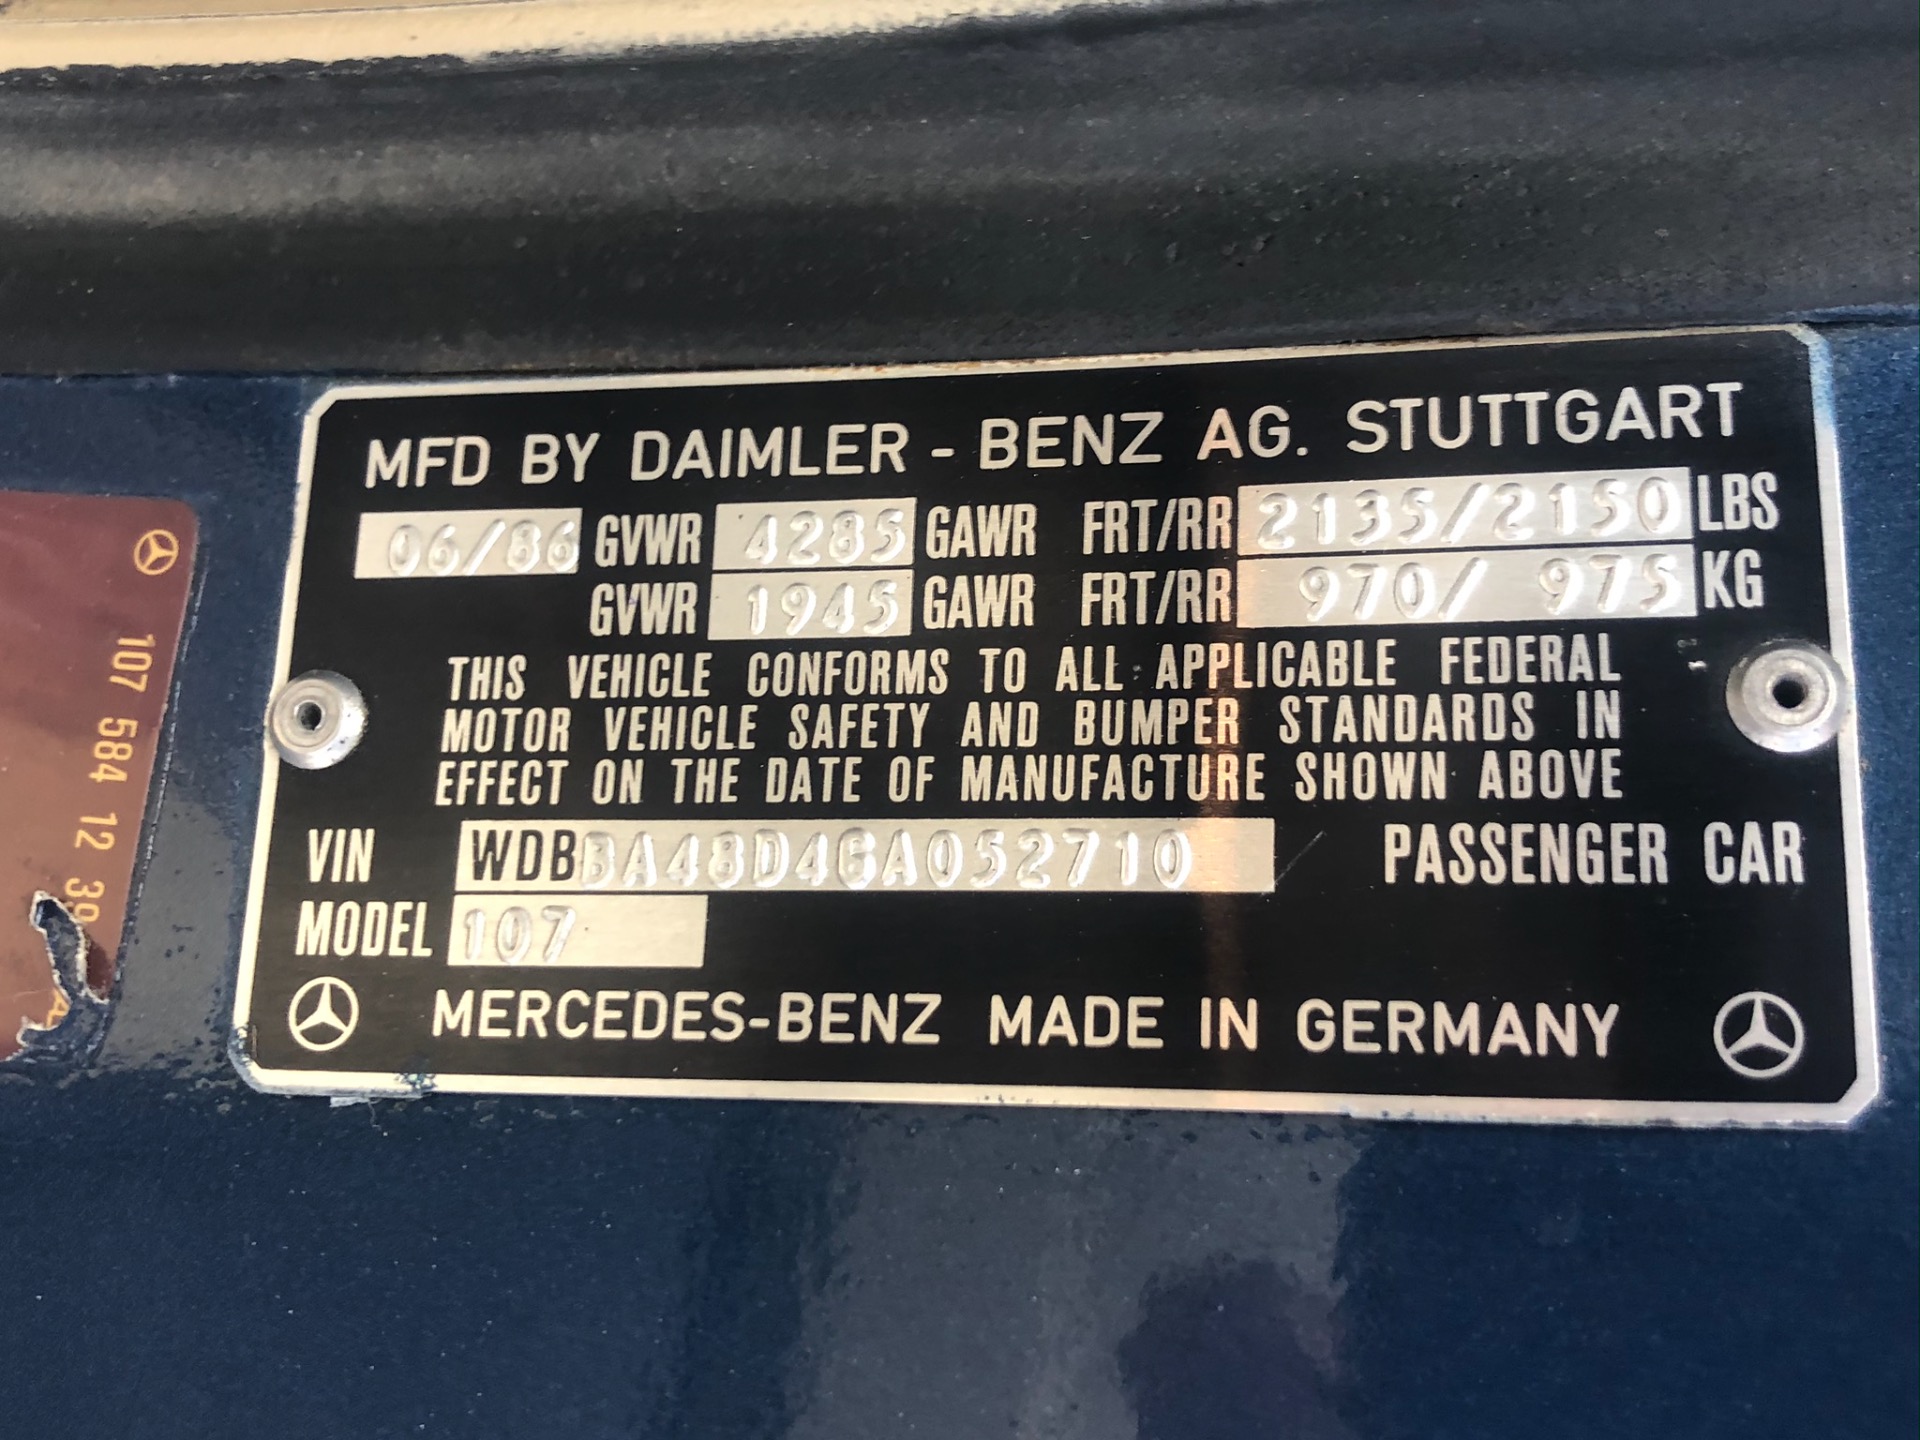 MFD BY DAIMLER - BENZ AG. STUTTGART
06/86 GVWR 4285 GAWR FRT/RR 2135/2150 LBS
GVWR 1945 GAWR FRT/RR 970/ 975 KG
THIS VEHICLE CONFORMS TO ALL APPLICABLE FEDERAL
MOTOR VEHICLE SAFETY AND BUMPER STANDARDS IN
EFFECT ON THE DATE OF MANUFACTURE SHOWN ABOVE
VIN WDBBA48D4GA052710 PASSENGER CAR
MODEL 107
MERCEDES-BENZ MADE IN GERMANY
107 584 12 39